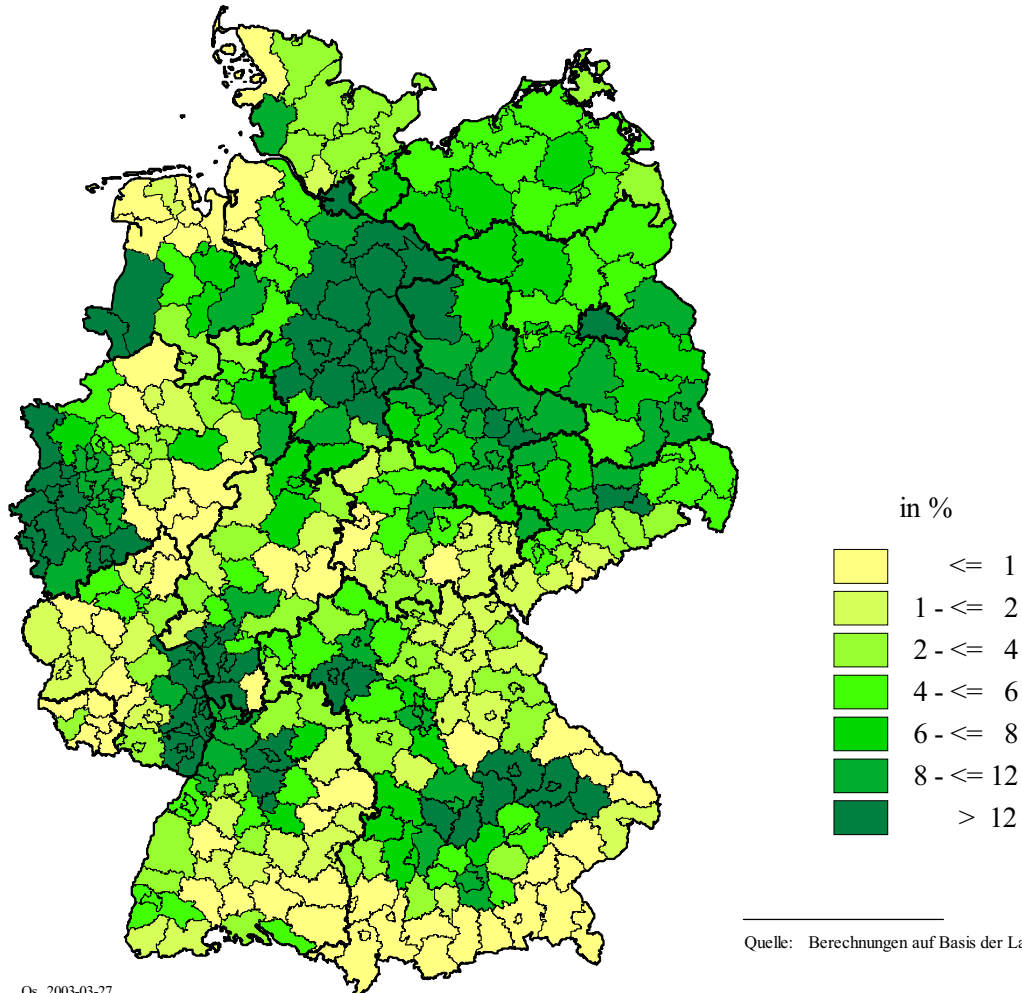 in %
<= 1
1 - <= 2
2 - <= 4
4 - <= 6
6 - <= 8
8 - <= 12
> 12
Quelle: Berechnungen auf Basis der La
Os 2003-03-27